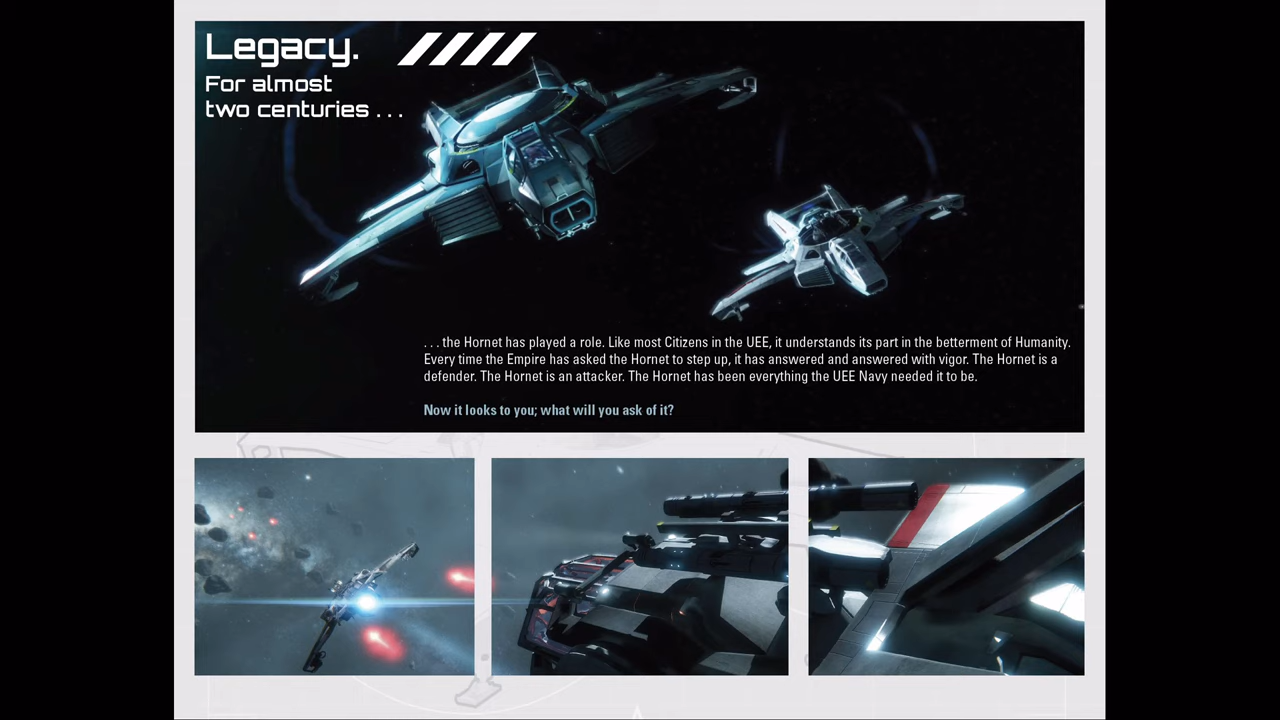 Legacy.
For almost
two centuries . . .
. . . the Hornet has played a role. Like most Citizens in the UEE, it understands its part in the betterment of Humanity.
Every time the Empire has asked the Hornet to step up, it has answered and answered with vigor. The Hornet is a
defender. The Hornet is an attacker. The Hornet has been everything the UEE Navy needed it to be.
Now it looks to you; what will you ask of it?